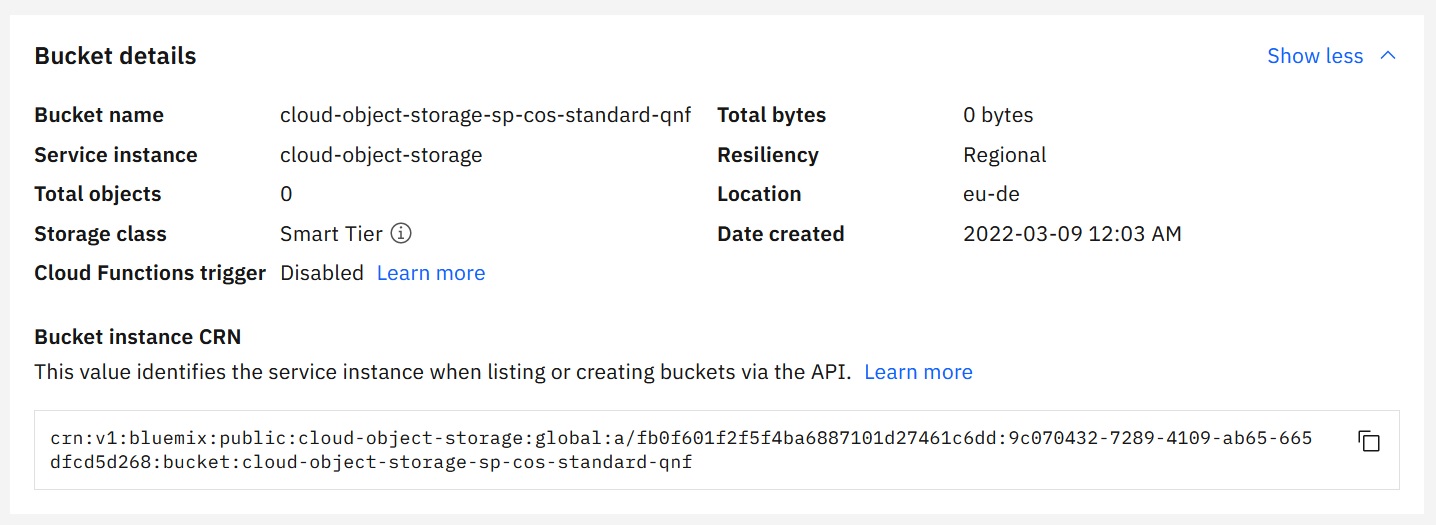 Bucket details
Show less
Bucket name cloud-object-storage-sp-cos-standard-qnf Total bytes 0 bytes
Service instance cloud-object-storage Resiliency Regional
Total objects 0 Location eu-de
Storage class Smart Tier Date created 2022-03-09 12:03 AM
Cloud Functions trigger Disabled Learn more
Bucket instance CRN
This value identifies the service instance when listing or creating buckets via the API. Learn more
crn:v1:bluemix:public:cloud-object-storage:global:a/fb0f601f2f5f4ba6887101d27461c6dd:9c070432-7289-4109-ab65-665
dfcd5d268:bucket:cloud-object-storage-sp-cos-standard-qnf